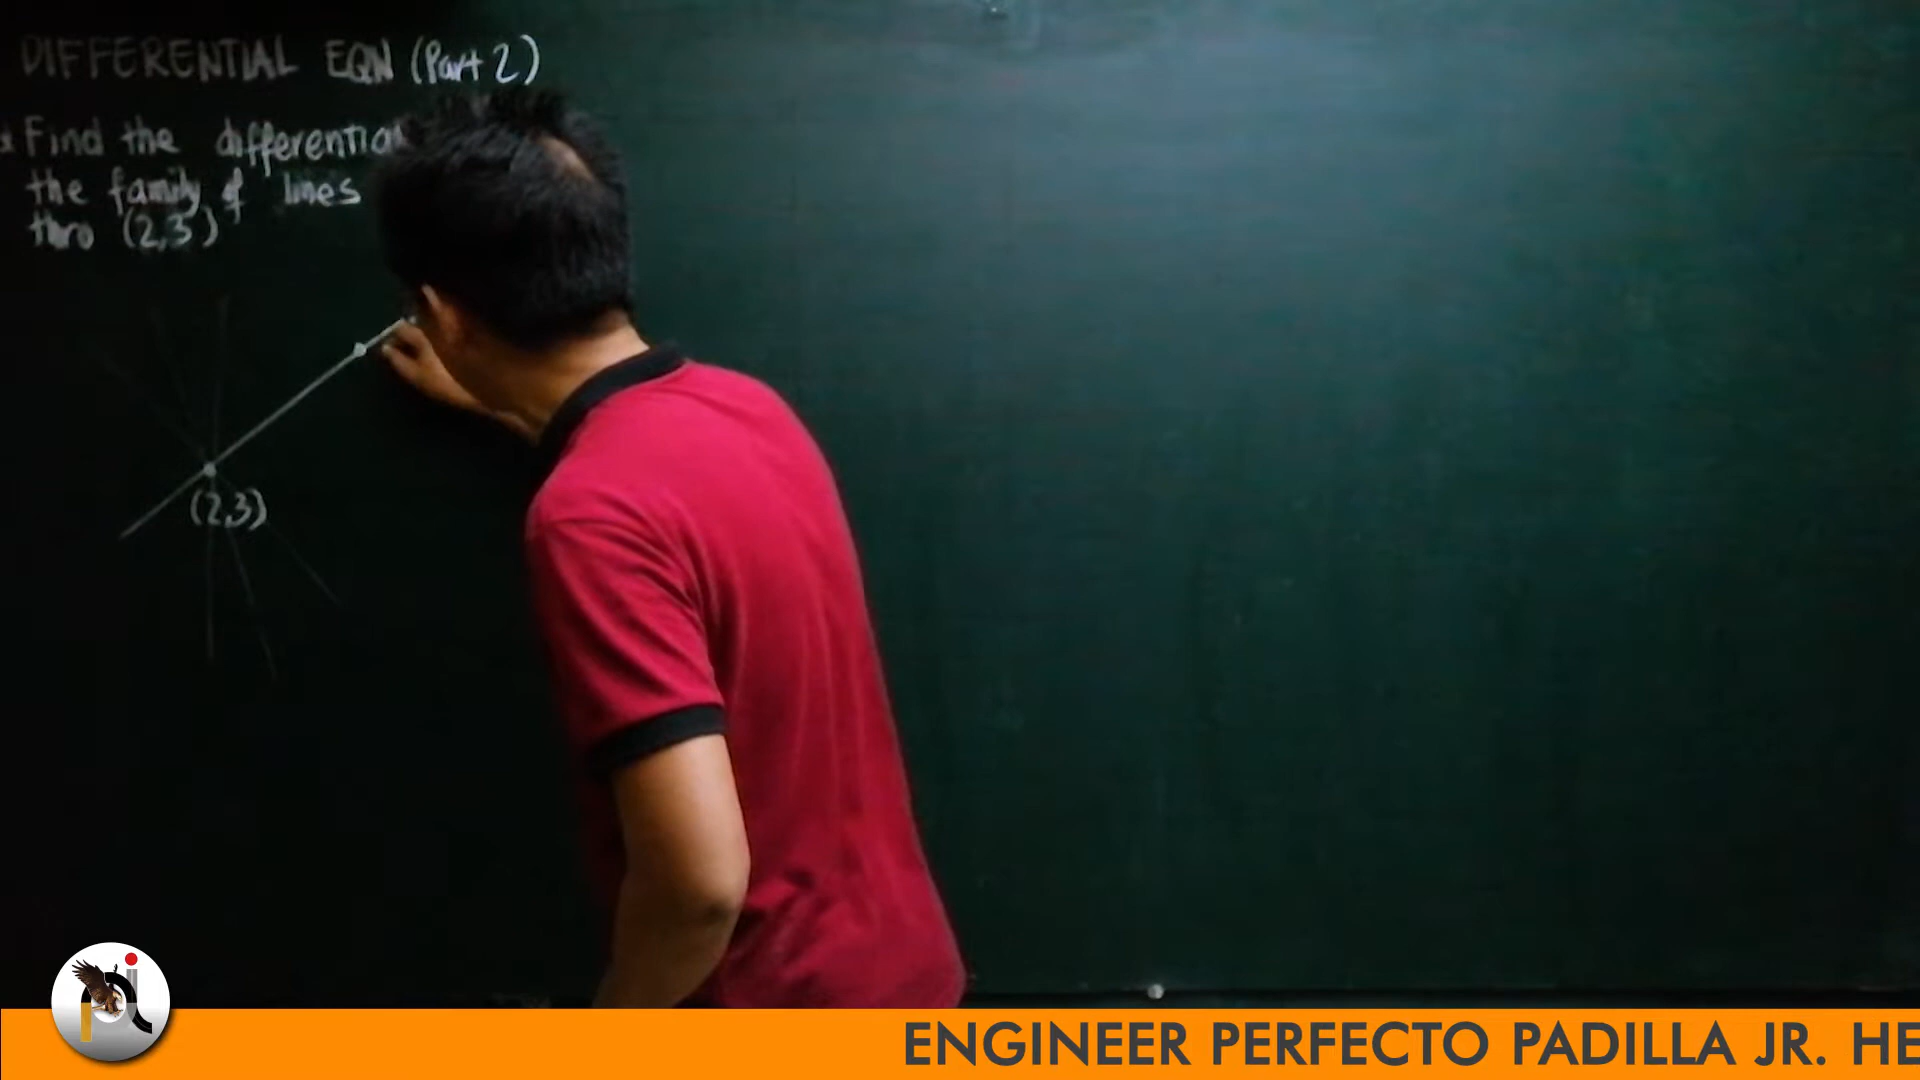 DIFFERENTIAL EQN (Part 2)
* Find the differential
the family of lines
thro (2,3)
(2,3)
ENGINEER PERFECTO PADILLA JR. HE